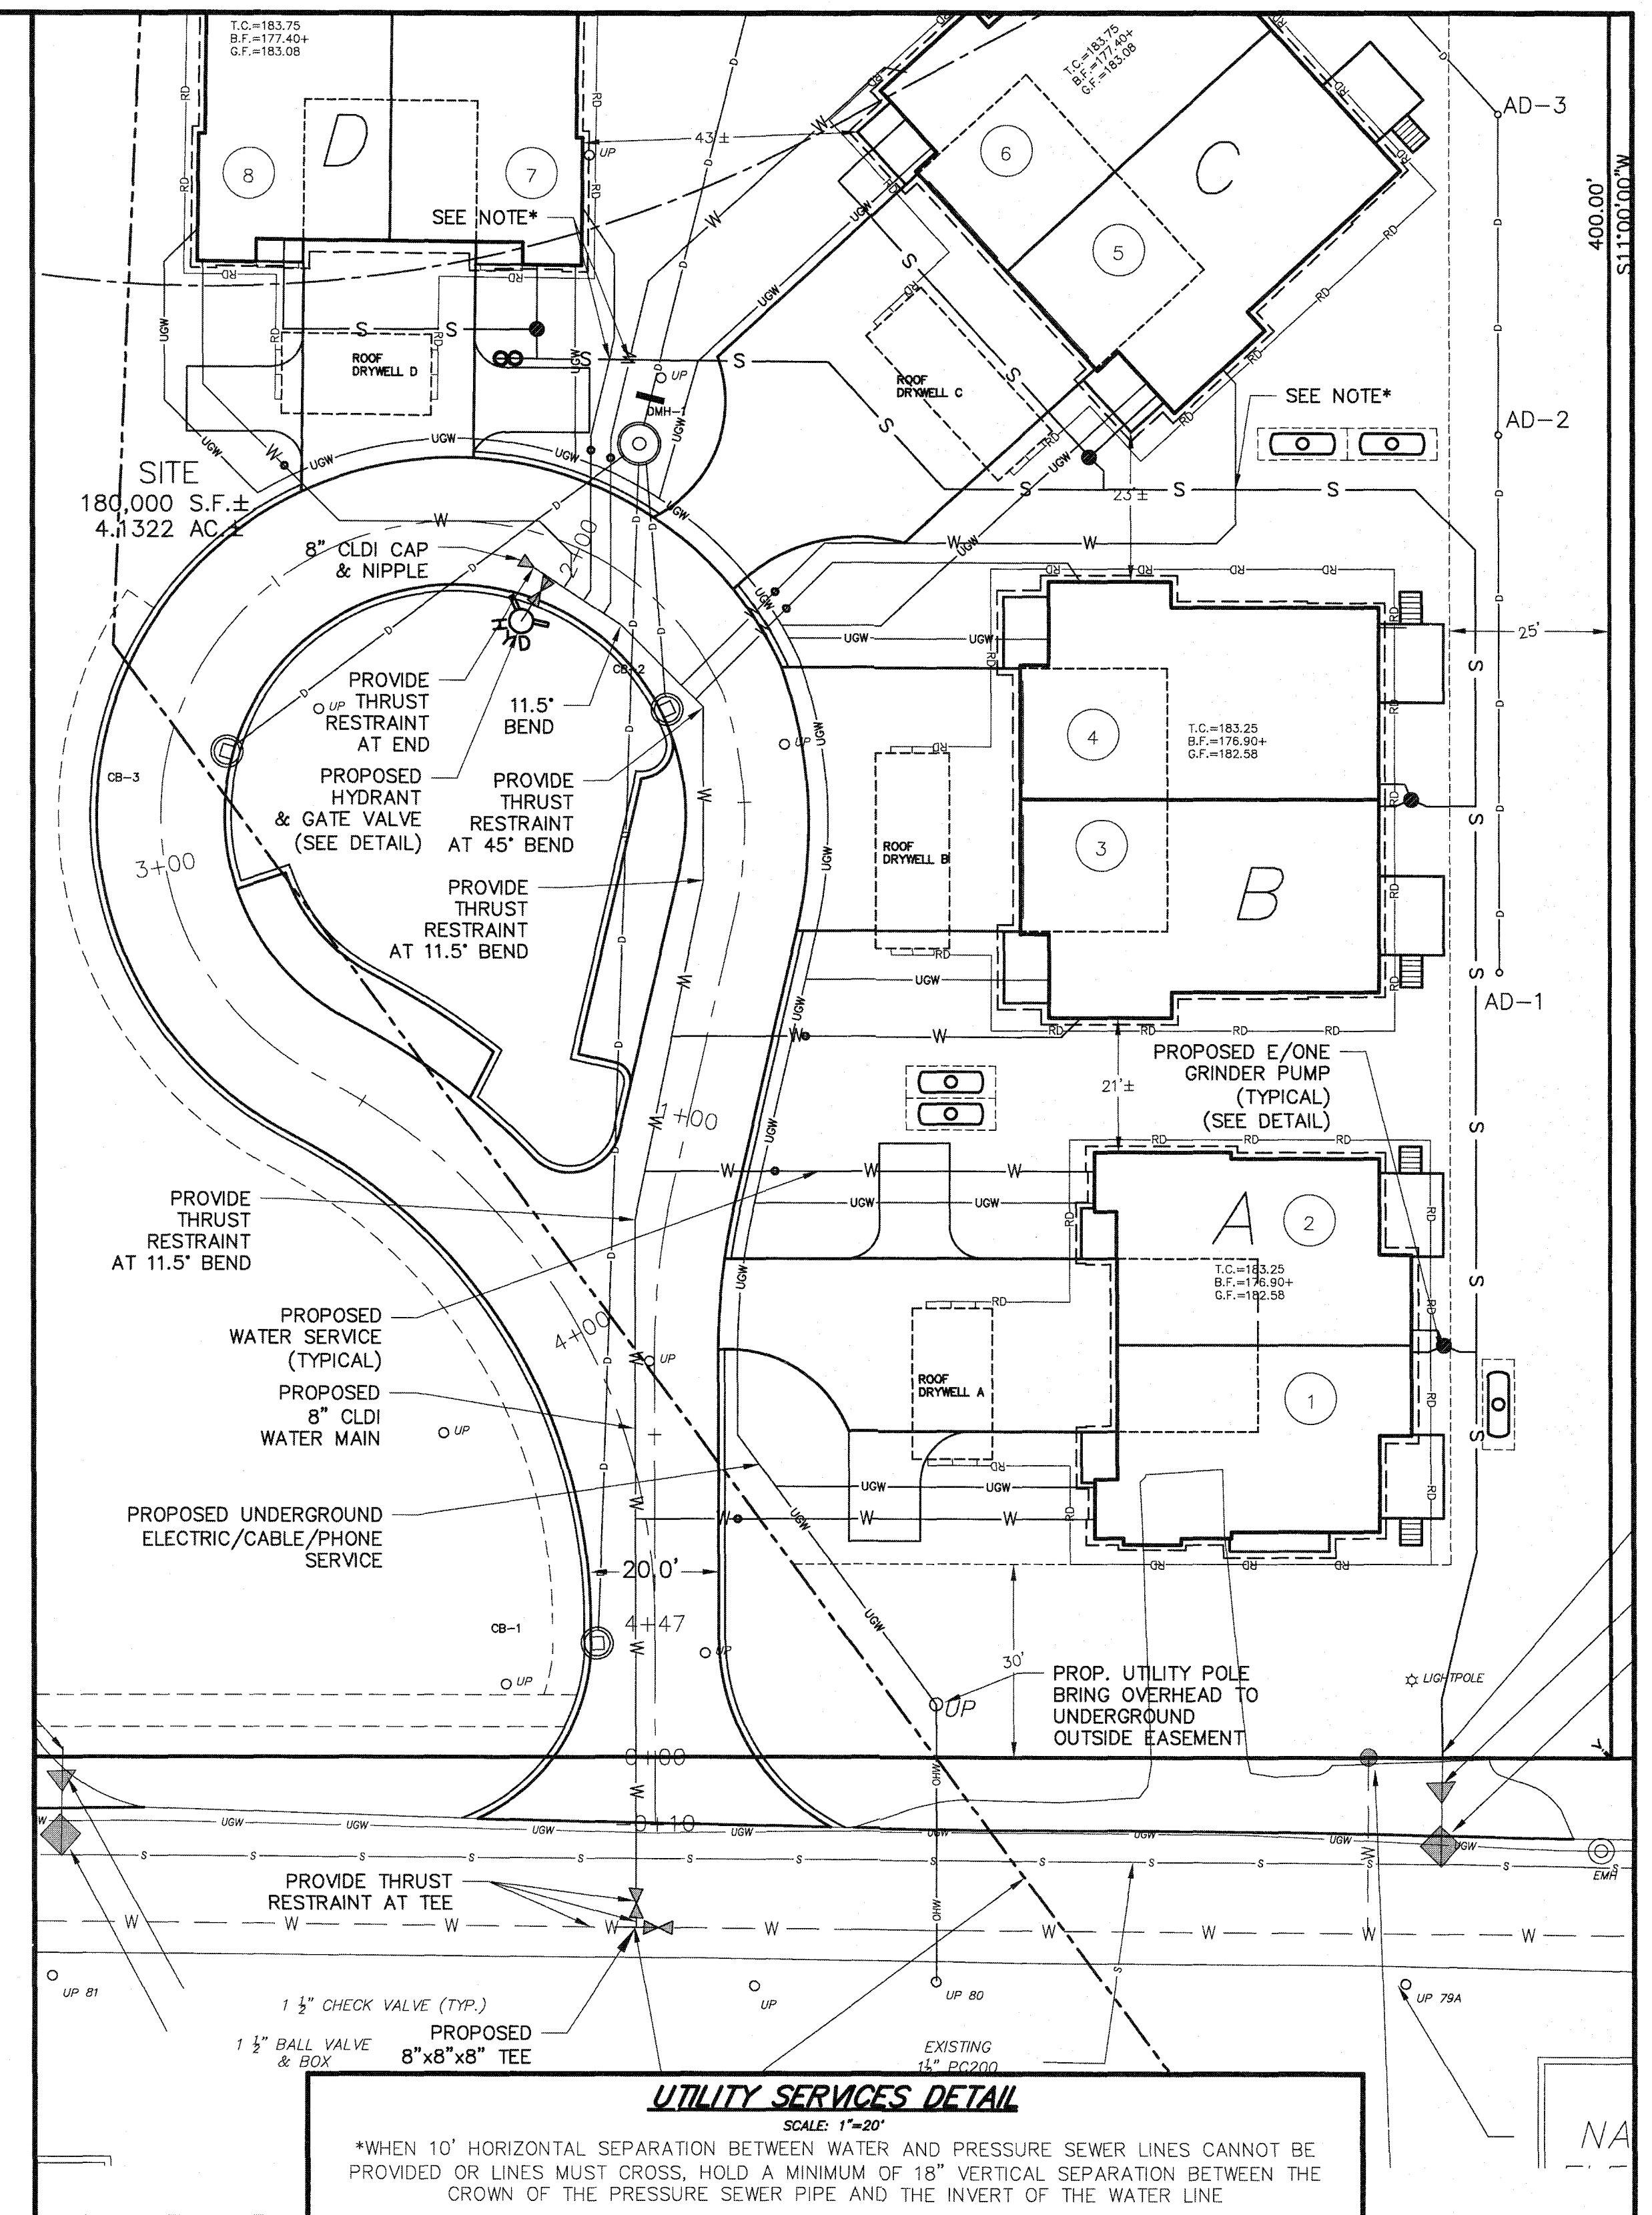 T.C.=183.75
B.F.=177.40+
G.F.=183.08
T.C.=183.75
B.F.=177.40+
G.F.=183.08
AD-3
D
8
7
UP
43'±
6
C
5
400.00'
S11°00'00"W
SEE NOTE*
ROOF
DRYWELL D
UP
DMH-1
ROOF
DRYWELL C
SEE NOTE*
AD-2
SITE
180,000 S.F.±
4.1322 AC.±
23'±
8" CLDI CAP
& NIPPLE
2+00
HYD
25'
CB-2
PROVIDE
THRUST
RESTRAINT
AT END
UP
11.5°
BEND
UP
4
T.C.=183.25
B.F.=176.90+
G.F.=182.58
CB-3
PROPOSED
HYDRANT
& GATE VALVE
(SEE DETAIL)
PROVIDE
THRUST
RESTRAINT
AT 45° BEND
3+00
ROOF
DRYWELL B
3
B
PROVIDE
THRUST
RESTRAINT
AT 11.5° BEND
AD-1
PROPOSED E/ONE
GRINDER PUMP
(TYPICAL)
(SEE DETAIL)
21'±
1+00
PROVIDE
THRUST
RESTRAINT
AT 11.5° BEND
A
2
T.C.=183.25
B.F.=176.90+
G.F.=182.58
PROPOSED
WATER SERVICE
(TYPICAL)
4+00
UP
PROPOSED
8" CLDI
WATER MAIN
UP
ROOF
DRYWELL A
1
PROPOSED UNDERGROUND
ELECTRIC/CABLE/PHONE
SERVICE
20.0'
CB-1
4+47
UP
UP
30'
PROP. UTILITY POLE
BRING OVERHEAD TO
UNDERGROUND
OUTSIDE EASEMENT
UP
LIGHTPOLE
0+00
0+10
EMH
PROVIDE THRUST
RESTRAINT AT TEE
UP 81
UP
UP 80
UP 79A
1 ½" CHECK VALVE (TYP.)
1 ½" BALL VALVE
& BOX
PROPOSED
8"x8"x8" TEE
EXISTING
1½" PC200
UTILITY SERVICES DETAIL
SCALE: 1"=20'
*WHEN 10' HORIZONTAL SEPARATION BETWEEN WATER AND PRESSURE SEWER LINES CANNOT BE
PROVIDED OR LINES MUST CROSS, HOLD A MINIMUM OF 18" VERTICAL SEPARATION BETWEEN THE
CROWN OF THE PRESSURE SEWER PIPE AND THE INVERT OF THE WATER LINE
NA